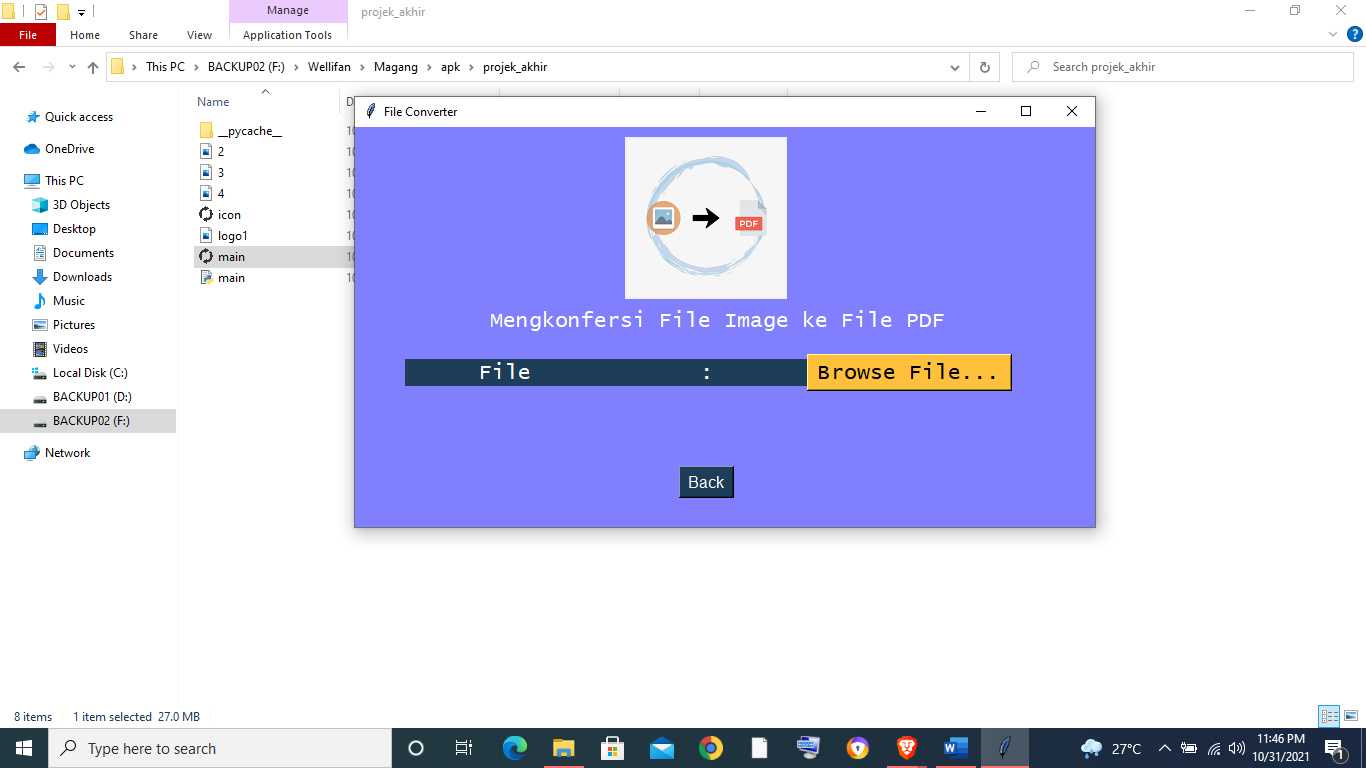 Manage
projek_akhir
File
Home
Share
View
Application Tools
This PC
BACKUP02 (F:)
Wellifan
Magang
apk
projek_akhir
Search projek_akhir
Quick access
OneDrive
This PC
3D Objects
Desktop
Documents
Downloads
Music
Pictures
Videos
Local Disk (C:)
BACKUP01 (D:)
BACKUP02 (F:)
Network
Name
__pycache__
2
3
4
icon
logo1
main
main
File Converter
PDF
Mengkonfersi File Image ke File PDF
File : Browse File...
Back
8 items 1 item selected 27.0 MB
Type here to search
27°C
11:46 PM
10/31/2021
1